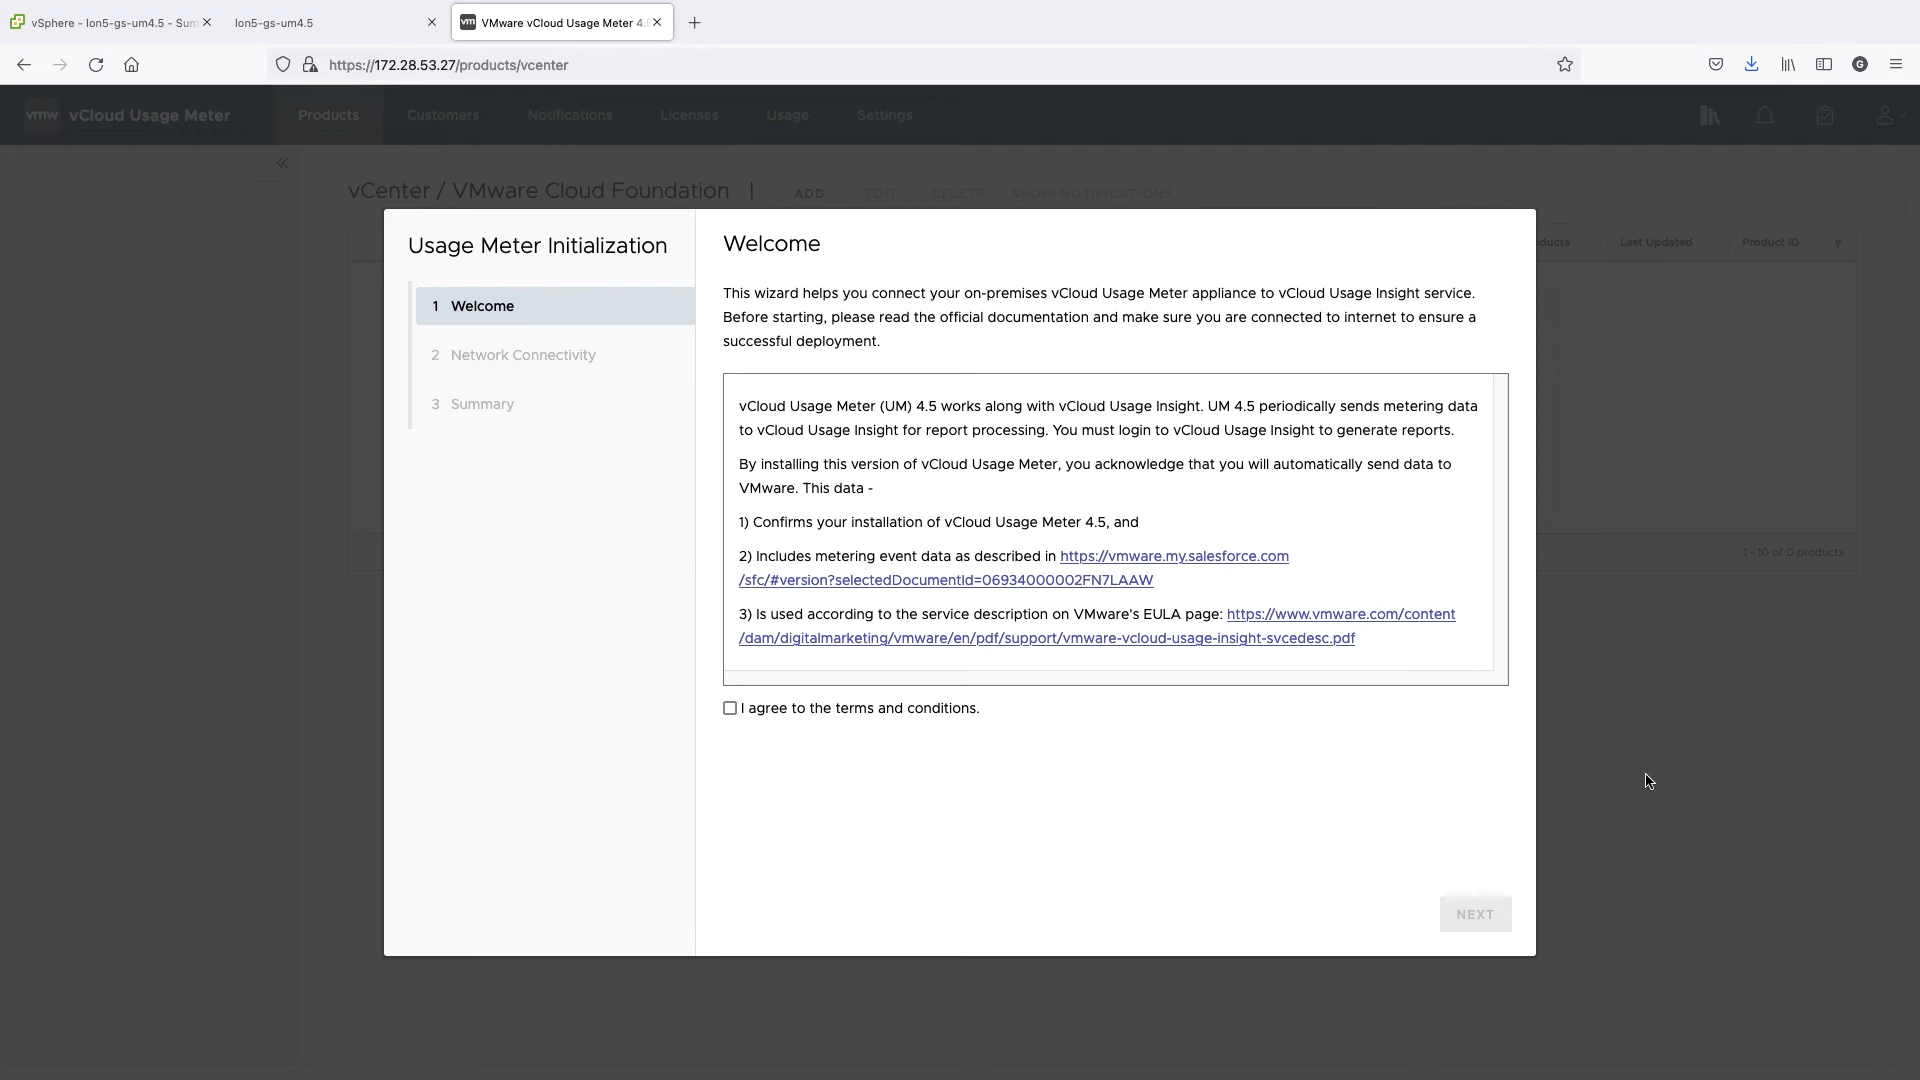 vSphere - lon5-gs-um4.5 - Sum
lon5-gs-um4.5
vm VMware vCloud Usage Meter 4.5
https://172.28.53.27/products/vcenter
G
vmw vCloud Usage Meter
Products
Customers
Notifications
Licenses
Usage
Settings
vCenter / VMware Cloud Foundation | ADD EDIT DELETE SHOW NOTIFICATIONS
Last Updated
Product ID
1 - 10 of 0 products
Usage Meter Initialization
1 Welcome
2 Network Connectivity
3 Summary
Welcome
This wizard helps you connect your on-premises vCloud Usage Meter appliance to vCloud Usage Insight service.
Before starting, please read the official documentation and make sure you are connected to internet to ensure a
successful deployment.
vCloud Usage Meter (UM) 4.5 works along with vCloud Usage Insight. UM 4.5 periodically sends metering data
to vCloud Usage Insight for report processing. You must login to vCloud Usage Insight to generate reports.
By installing this version of vCloud Usage Meter, you acknowledge that you will automatically send data to
VMware. This data -
1) Confirms your installation of vCloud Usage Meter 4.5, and
2) Includes metering event data as described in https://vmware.my.salesforce.com
/sfc/#version?selectedDocumentId=06934000002FN7LAAW
3) Is used according to the service description on VMware's EULA page: https://www.vmware.com/content
/dam/digitalmarketing/vmware/en/pdf/support/vmware-vcloud-usage-insight-svcedesc.pdf
I agree to the terms and conditions.
NEXT